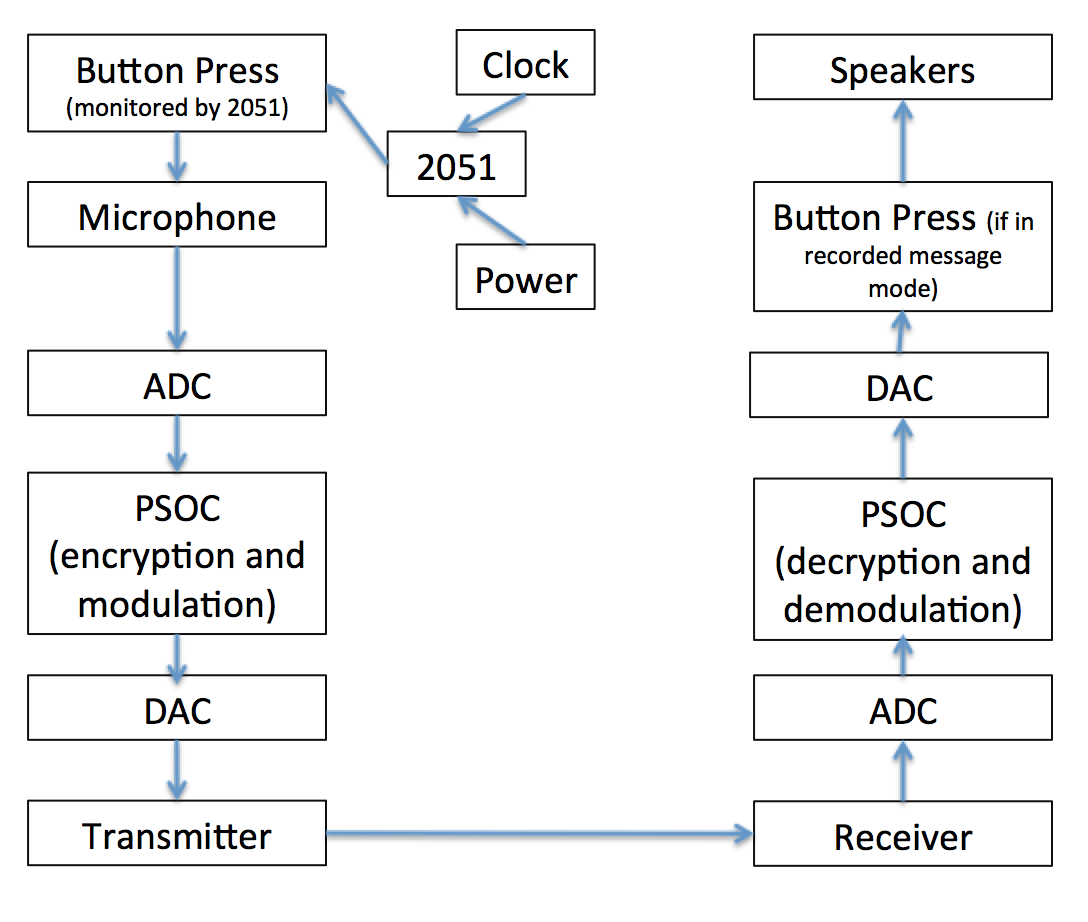 Button Press
(monitored by 2051)
Microphone
ADC
PSOC
(encryption and
modulation)
DAC
Transmitter
Clock
2051
Power
Speakers
Button Press (if in
recorded message
mode)
DAC
PSOC
(decryption and
demodulation)
ADC
Receiver